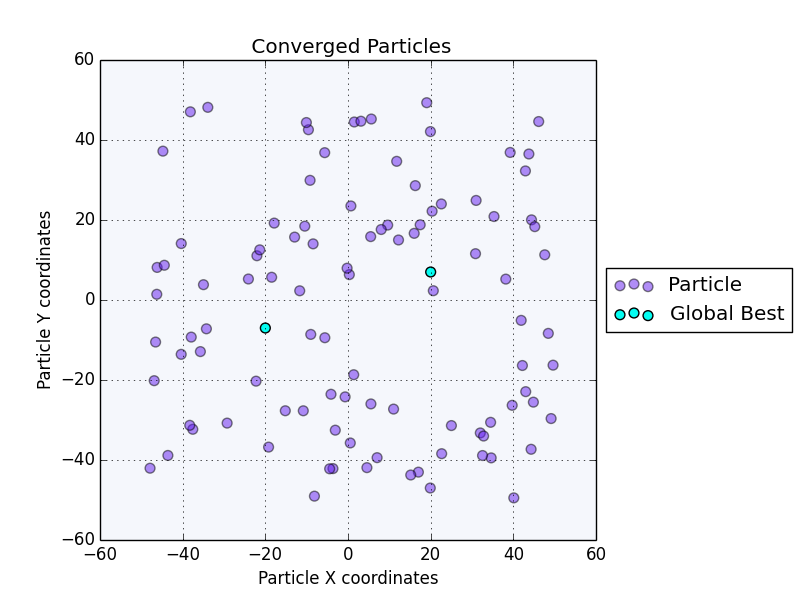 Converged Particles
60
40
20
0
−20
−40
−60
−60 −40 −20 0 20 40 60
Particle Y coordinates
Particle X coordinates
Particle
Global Best